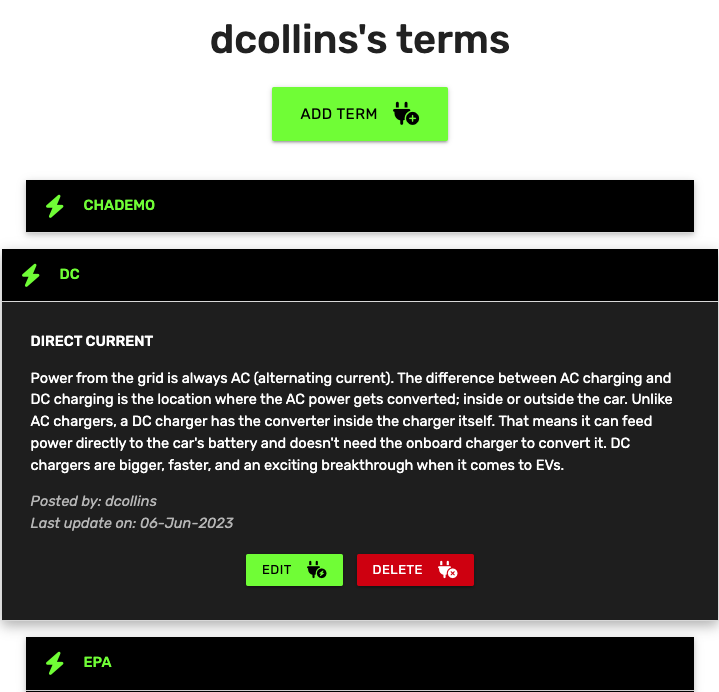 dcollins's terms
ADD TERM
CHADEMO
DC
DIRECT CURRENT
Power from the grid is always AC (alternating current). The difference between AC charging and
DC charging is the location where the AC power gets converted; inside or outside the car. Unlike
AC chargers, a DC charger has the converter inside the charger itself. That means it can feed
power directly to the car's battery and doesn't need the onboard charger to convert it. DC
chargers are bigger, faster, and an exciting breakthrough when it comes to EVs.
Posted by: dcollins
Last update on: 06-Jun-2023
EDIT
DELETE
EPA